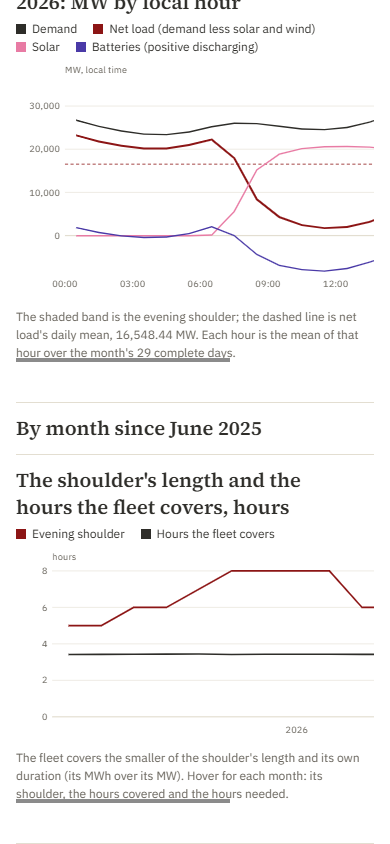 2026: MW by local hour
Demand Net load (demand less solar and wind)
Solar Batteries (positive discharging)
MW, local time
30,000
20,000
10,000
0
00:00 03:00 06:00 09:00 12:00
The shaded band is the evening shoulder; the dashed line is net
load's daily mean, 16,548.44 MW. Each hour is the mean of that
hour over the month's 29 complete days.
By month since June 2025
The shoulder's length and the
hours the fleet covers, hours
Evening shoulder Hours the fleet covers
hours
8
6
4
2
0
2026
The fleet covers the smaller of the shoulder's length and its own
duration (its MWh over its MW). Hover for each month: its
shoulder, the hours covered and the hours needed.